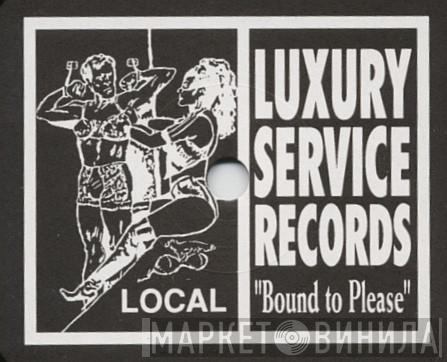 LUXURY
SERVICE
RECORDS
"Bound to Please"
LOCAL
МАРКЕТ ВИНИЛА